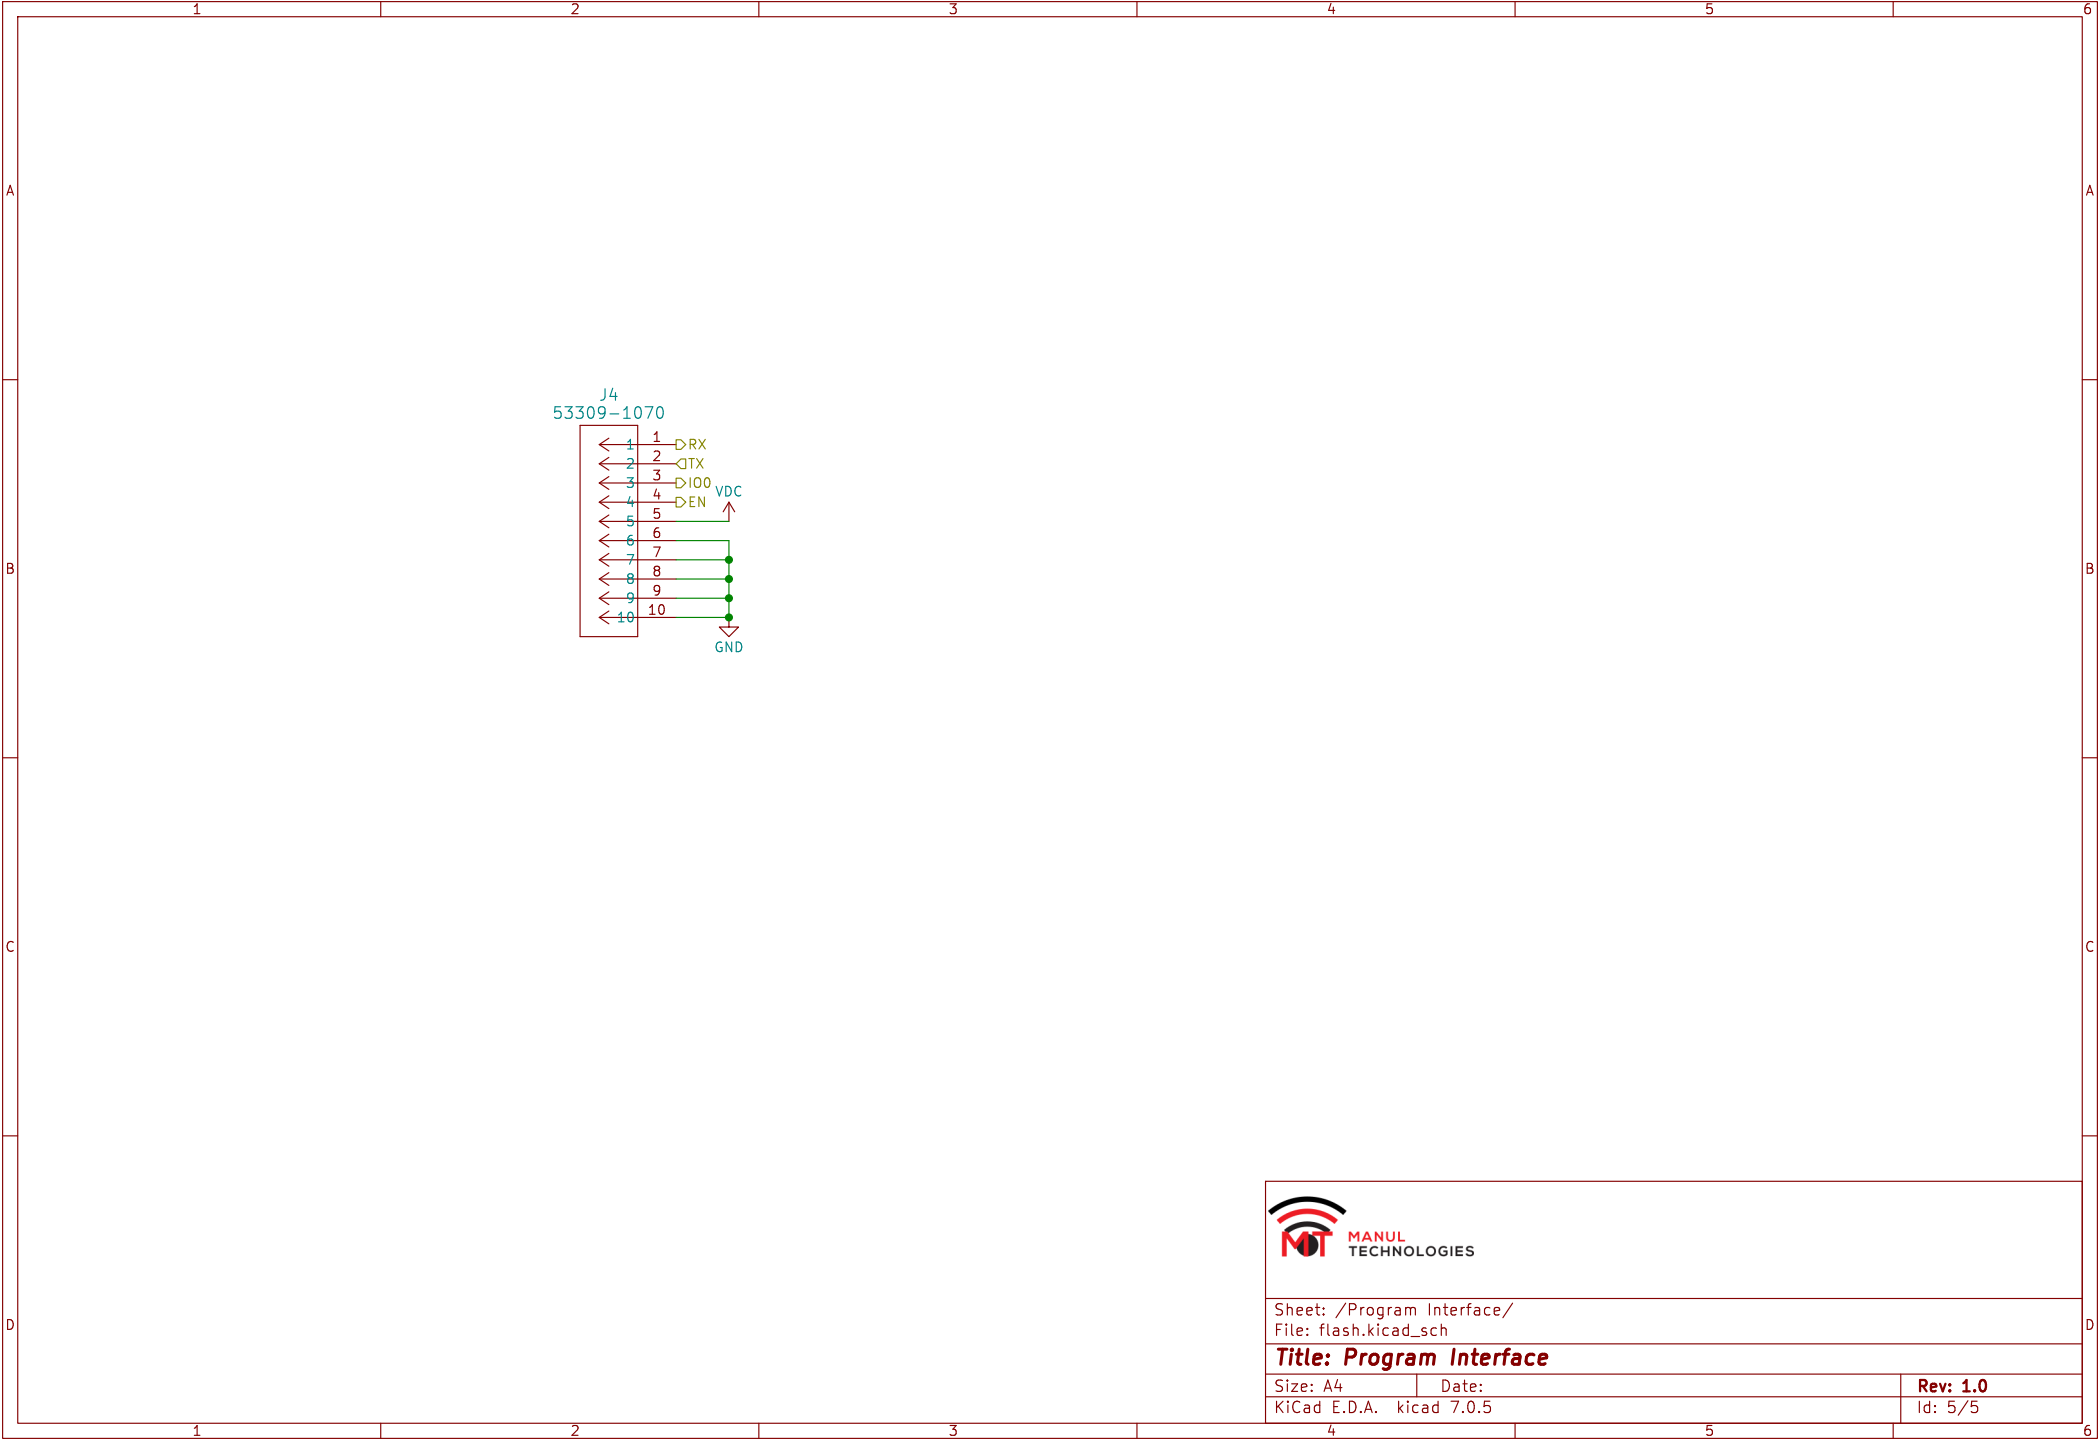 1 2 3 4 5 6
A A
J4
53309-1070
1 1 RX
2 2 TX
3 3 IO0
VDC
4 4 EN
5 5
6 6
7 7
B B
8 8
9 9
10 10
GND
C C
MANUL
MT
TECHNOLOGIES
Sheet: /Program Interface/
File: flash.kicad_sch
D D
Title: Program Interface
Size: A4 Date: Rev: 1.0
KiCad E.D.A. kicad 7.0.5 Id: 5/5
1 2 3 4 5 6